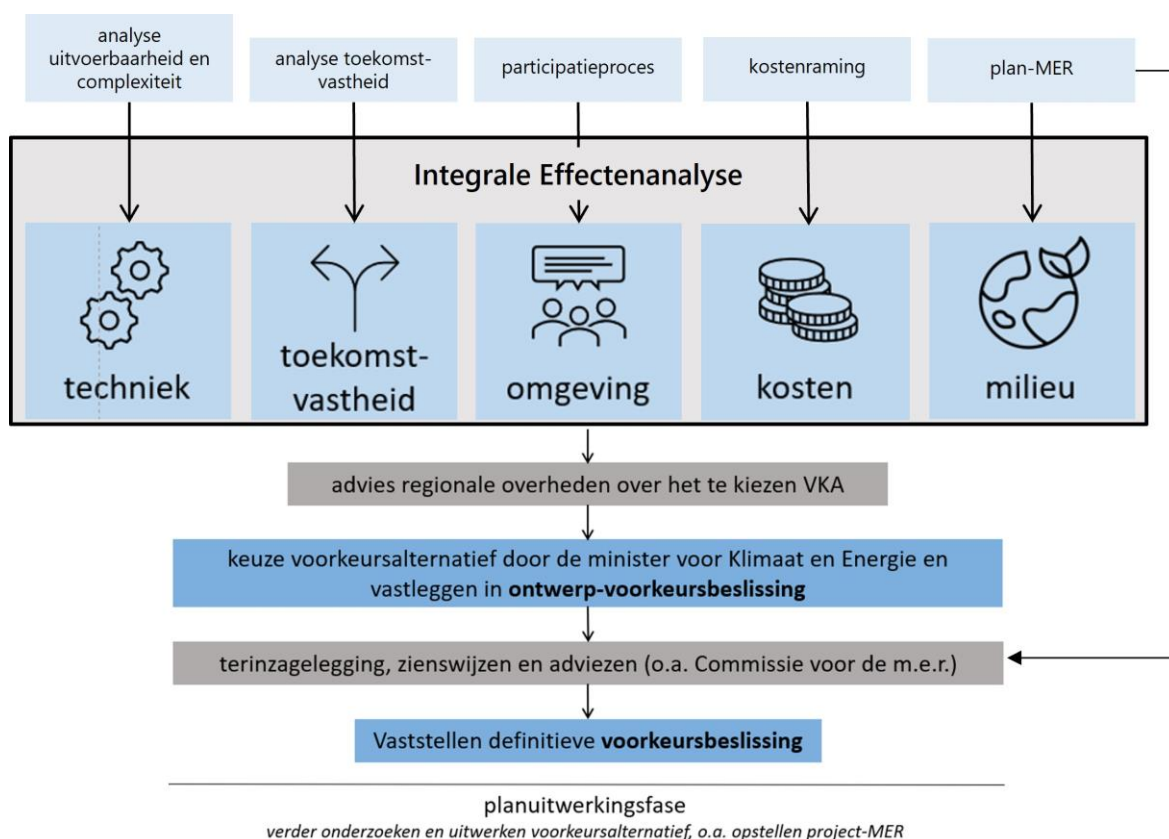 analyse
uitvoerbaarheid en
complexiteit
analyse toekomst-
vastheid
participatieproces
kostenraming
plan-MER
Integrale Effectenanalyse
techniek
toekomst-
vastheid
omgeving
kosten
milieu
advies regionale overheden over het te kiezen VKA
keuze voorkeursalternatief door de minister voor Klimaat en Energie en
vastleggen in ontwerp-voorkeursbeslissing
terinzagelegging, zienswijzen en adviezen (o.a. Commissie voor de m.e.r.)
Vaststellen definitieve voorkeursbeslissing
planuitwerkingsfase
verder onderzoeken en uitwerken voorkeursalternatief, o.a. opstellen project-MER